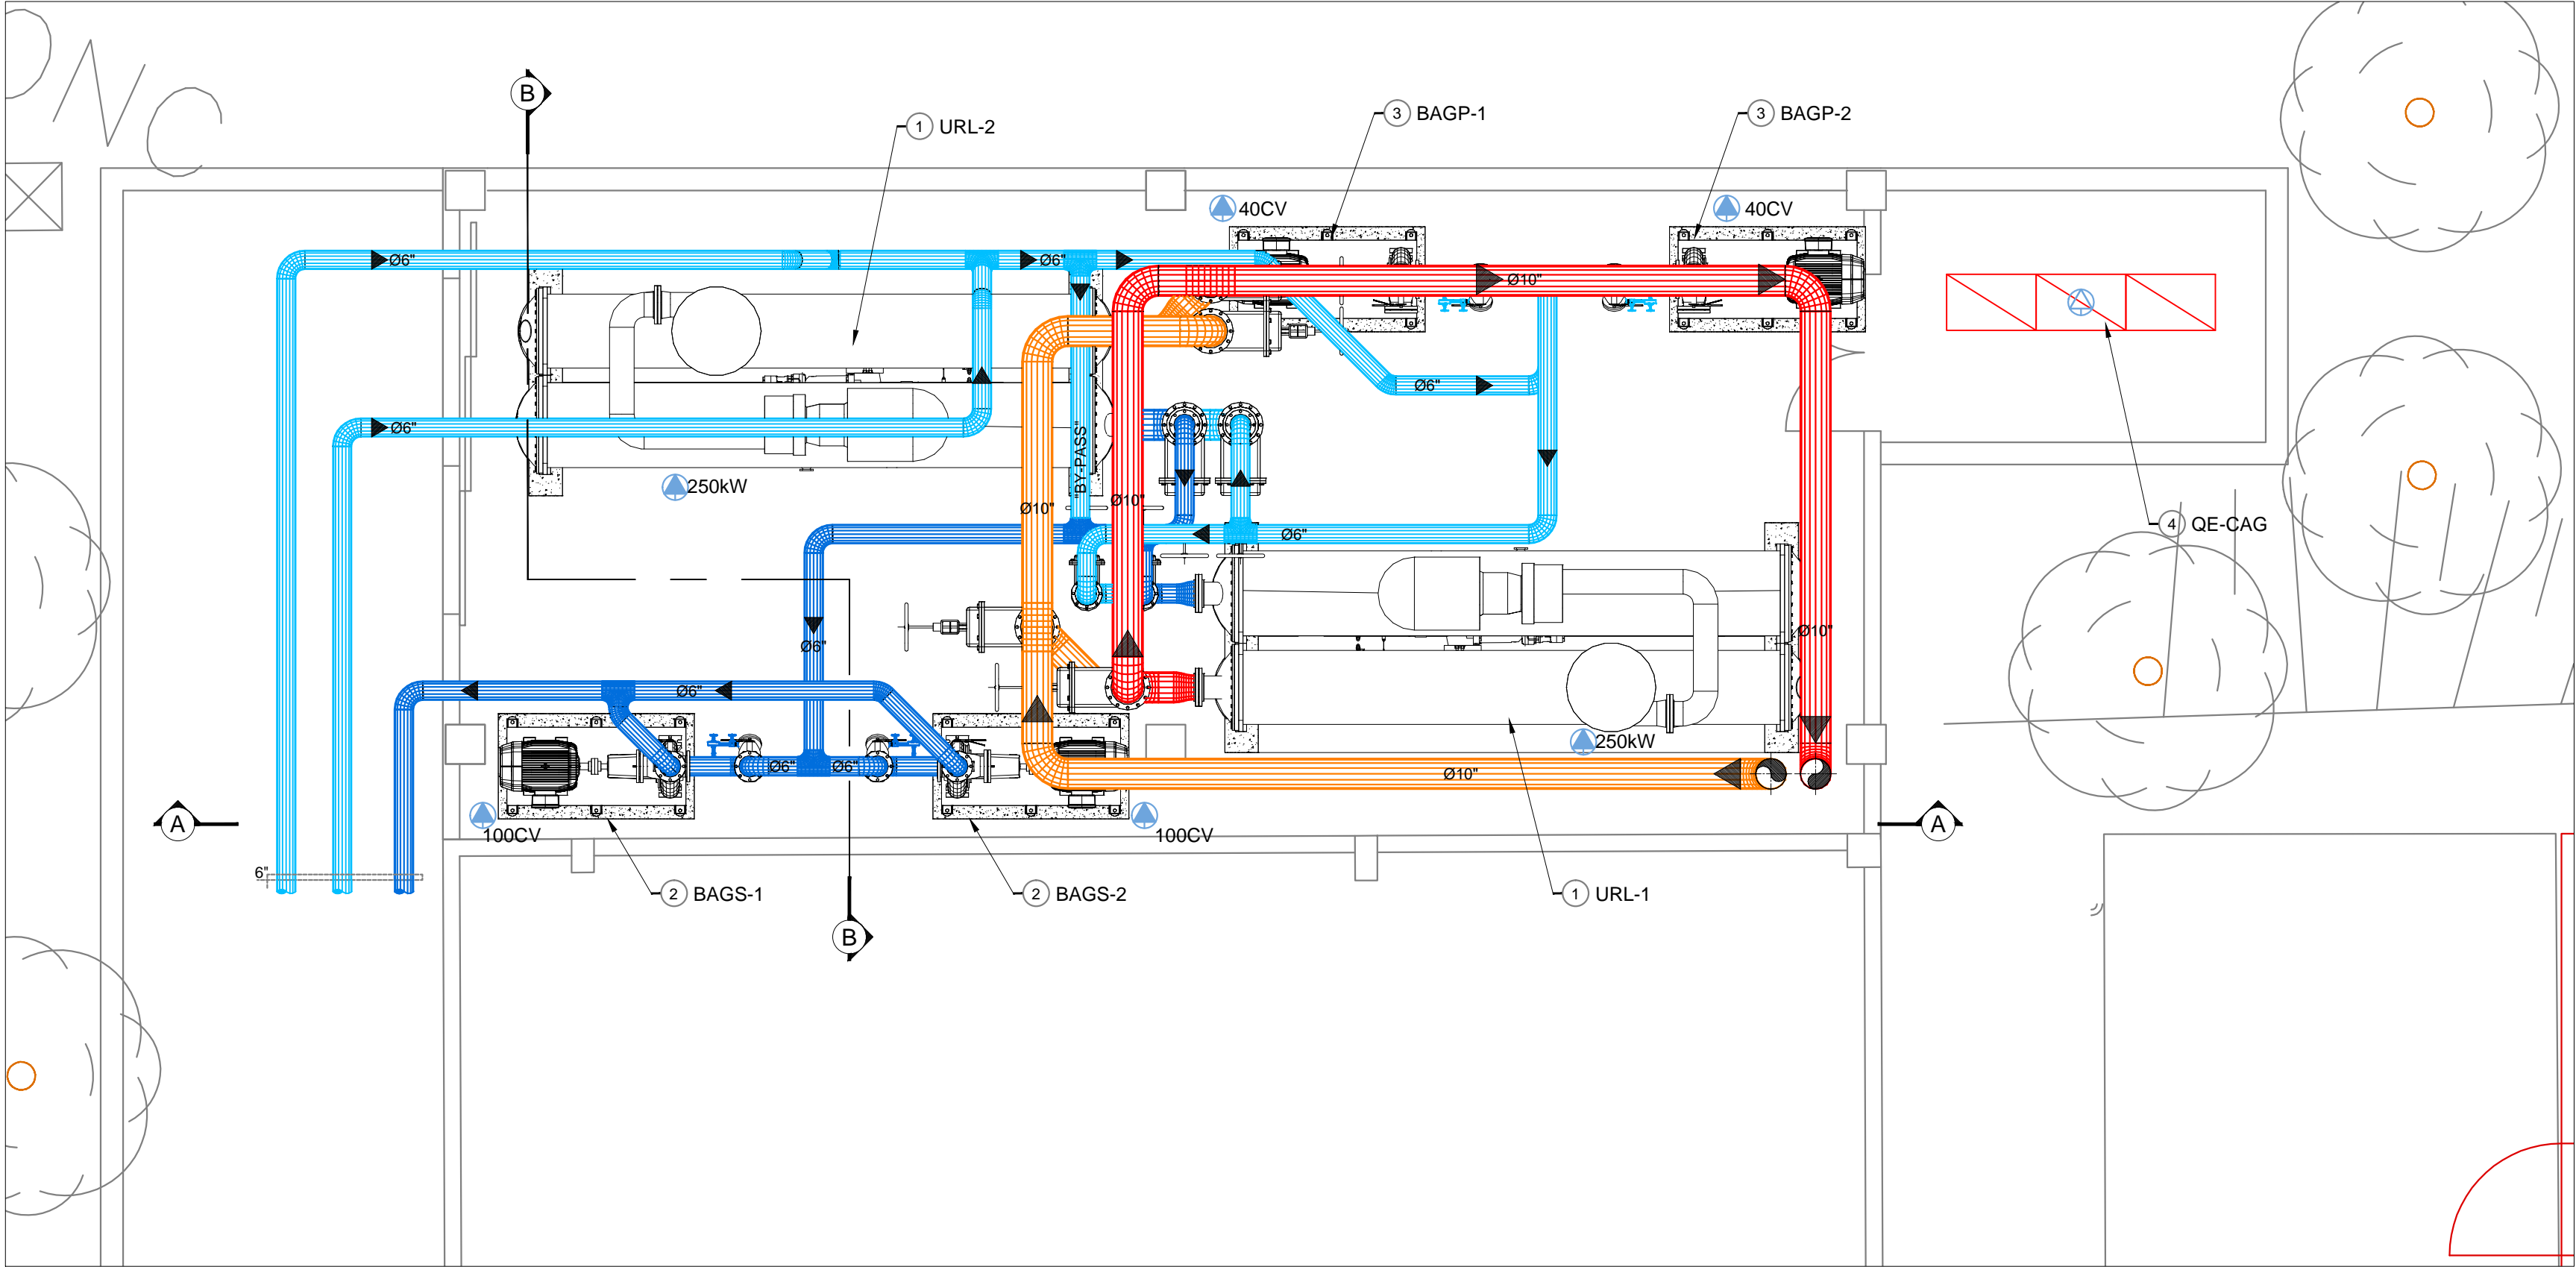 B
1 URL-2
3 BAGP-1
3 BAGP-2
40CV
40CV
Ø6"
Ø6"
Ø10"
Ø6"
Ø6"
"BY-PASS"
250kW
Ø10"
Ø10"
Ø6"
4 QE-CAG
Ø6"
Ø10"
Ø6"
250kW
Ø6"
Ø6"
Ø10"
A
A
100CV
100CV
6"
2 BAGS-1
2 BAGS-2
1 URL-1
B